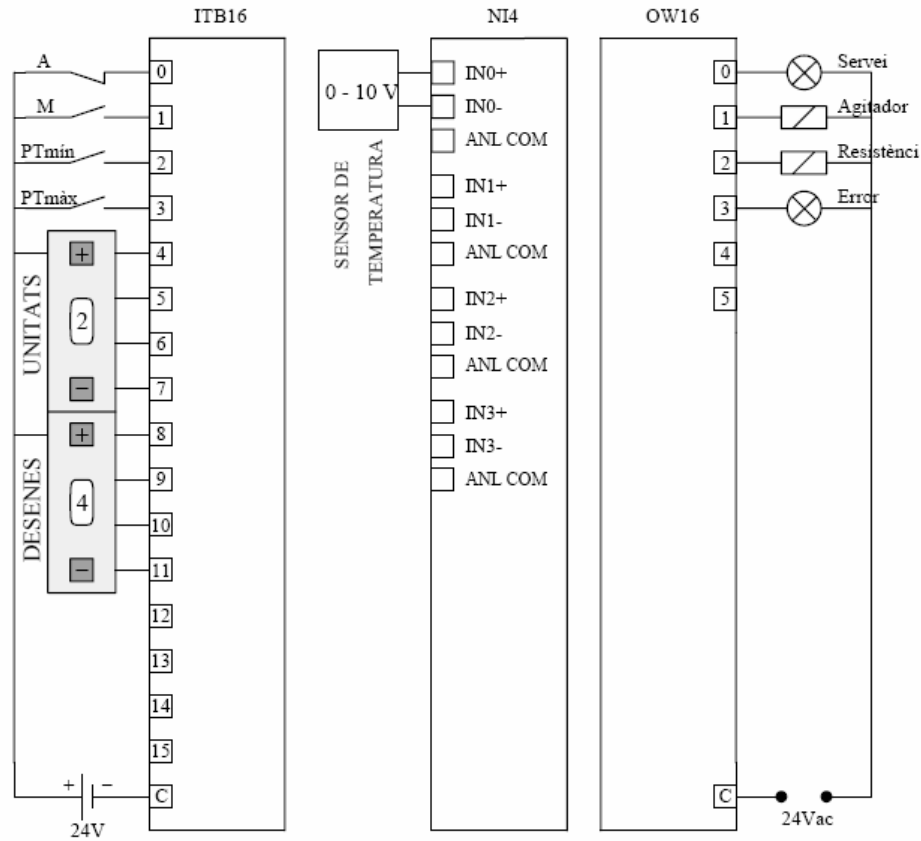 ITB16
NI4
OW16
A
0
M
1
PTmín
2
PTmàx
3
+
4
5
2
6
−
7
UNITATS
+
8
9
4
10
−
11
DESENES
12
13
14
15
C
+ −
24V
0 - 10 V
SENSOR DE
TEMPERATURA
IN0+
IN0-
ANL COM
IN1+
IN1-
ANL COM
IN2+
IN2-
ANL COM
IN3+
IN3-
ANL COM
0
Servei
1
Agitador
2
Resistènci
3
Error
4
5
C
24Vac